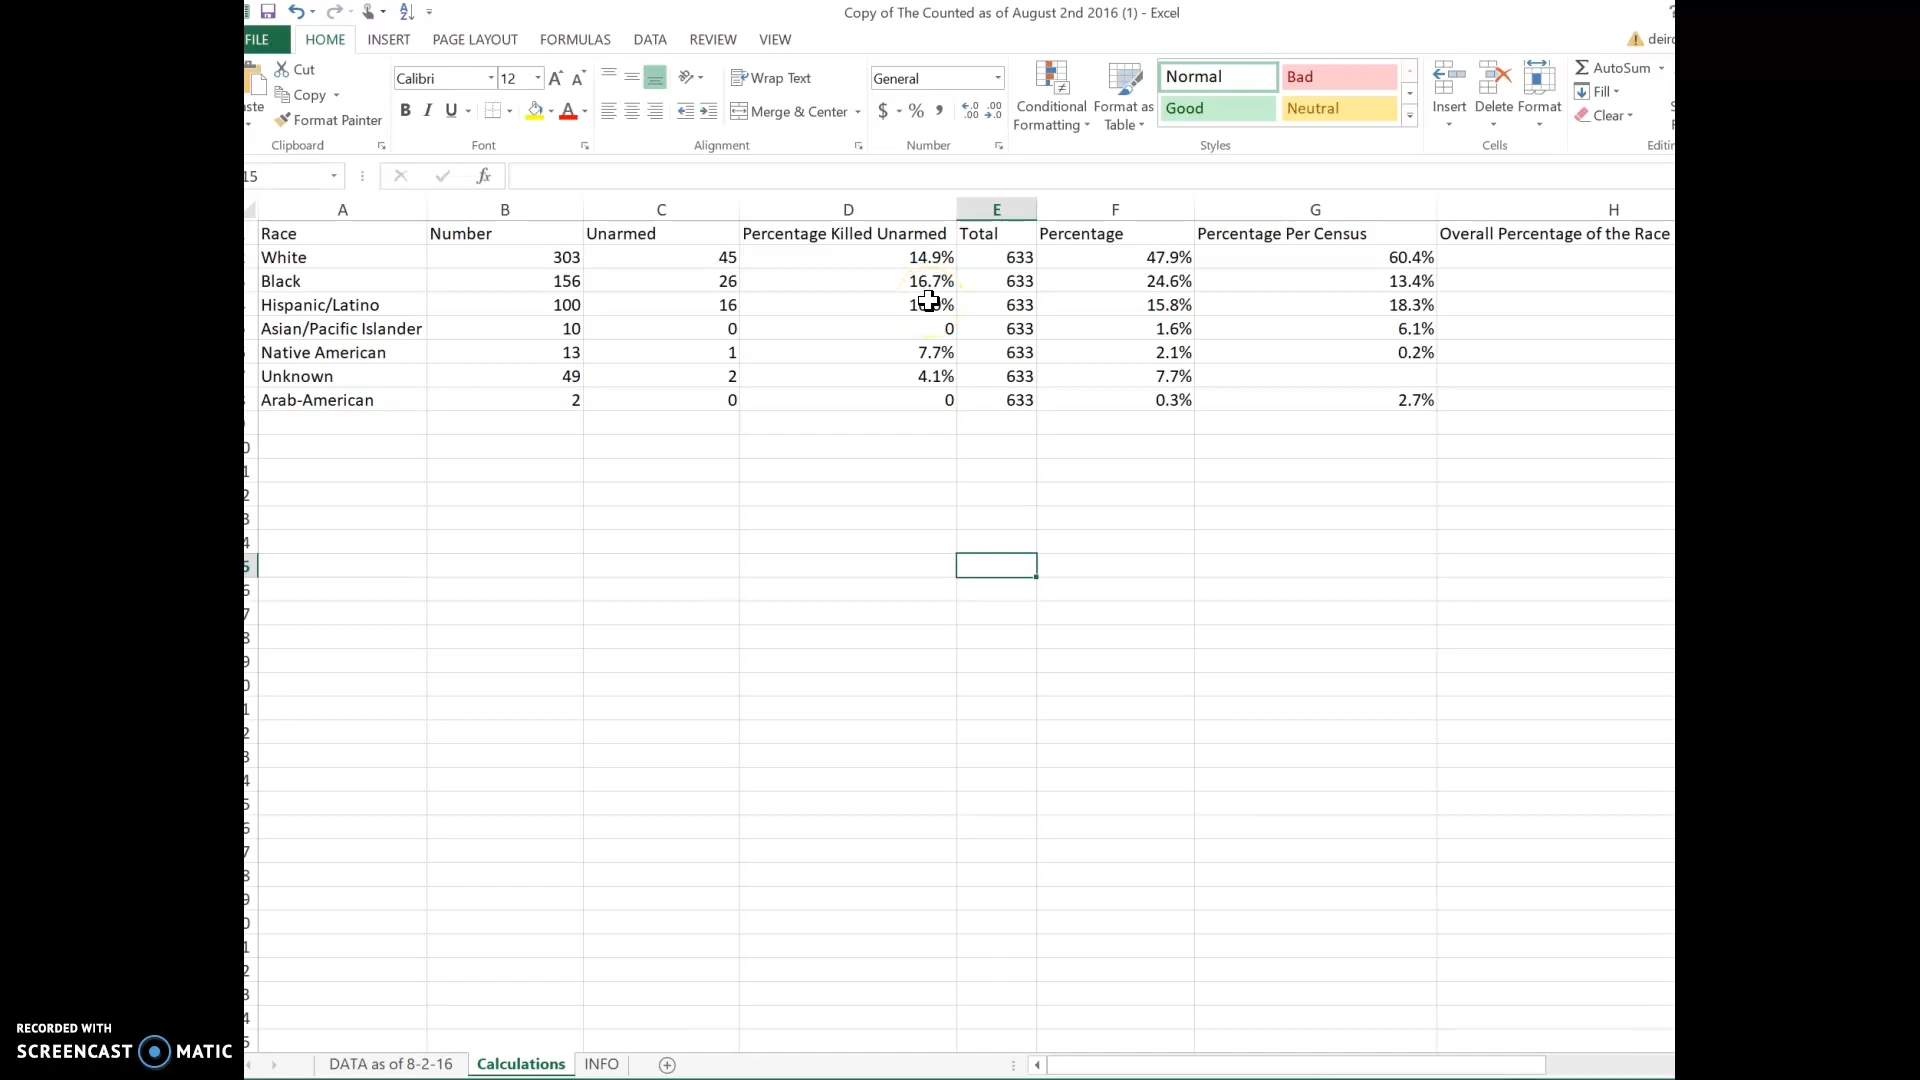 Copy of The Counted as of August 2nd 2016 (1) - Excel
FILE HOME INSERT PAGE LAYOUT FORMULAS DATA REVIEW VIEW
Cut
Copy
Format Painter
Clipboard
Calibri 12
B I U
Font
Wrap Text
Merge & Center
Alignment
General
$ % ,
Number
Conditional Formatting
Format as Table
Normal Bad
Good Neutral
Styles
Insert Delete Format
Cells
AutoSum
Fill
Clear
15 fx
A B C D E F G H
Race Number Unarmed Percentage Killed Unarmed Total Percentage Percentage Per Census Overall Percentage of the Race
White 303 45 14.9% 633 47.9% 60.4%
Black 156 26 16.7% 633 24.6% 13.4%
Hispanic/Latino 100 16 633 15.8% 18.3%
Asian/Pacific Islander 10 0 0 633 1.6% 6.1%
Native American 13 1 7.7% 633 2.1% 0.2%
Unknown 49 2 4.1% 633 7.7%
Arab-American 2 0 0 633 0.3% 2.7%
DATA as of 8-2-16 Calculations INFO
RECORDED WITH
SCREENCAST MATIC